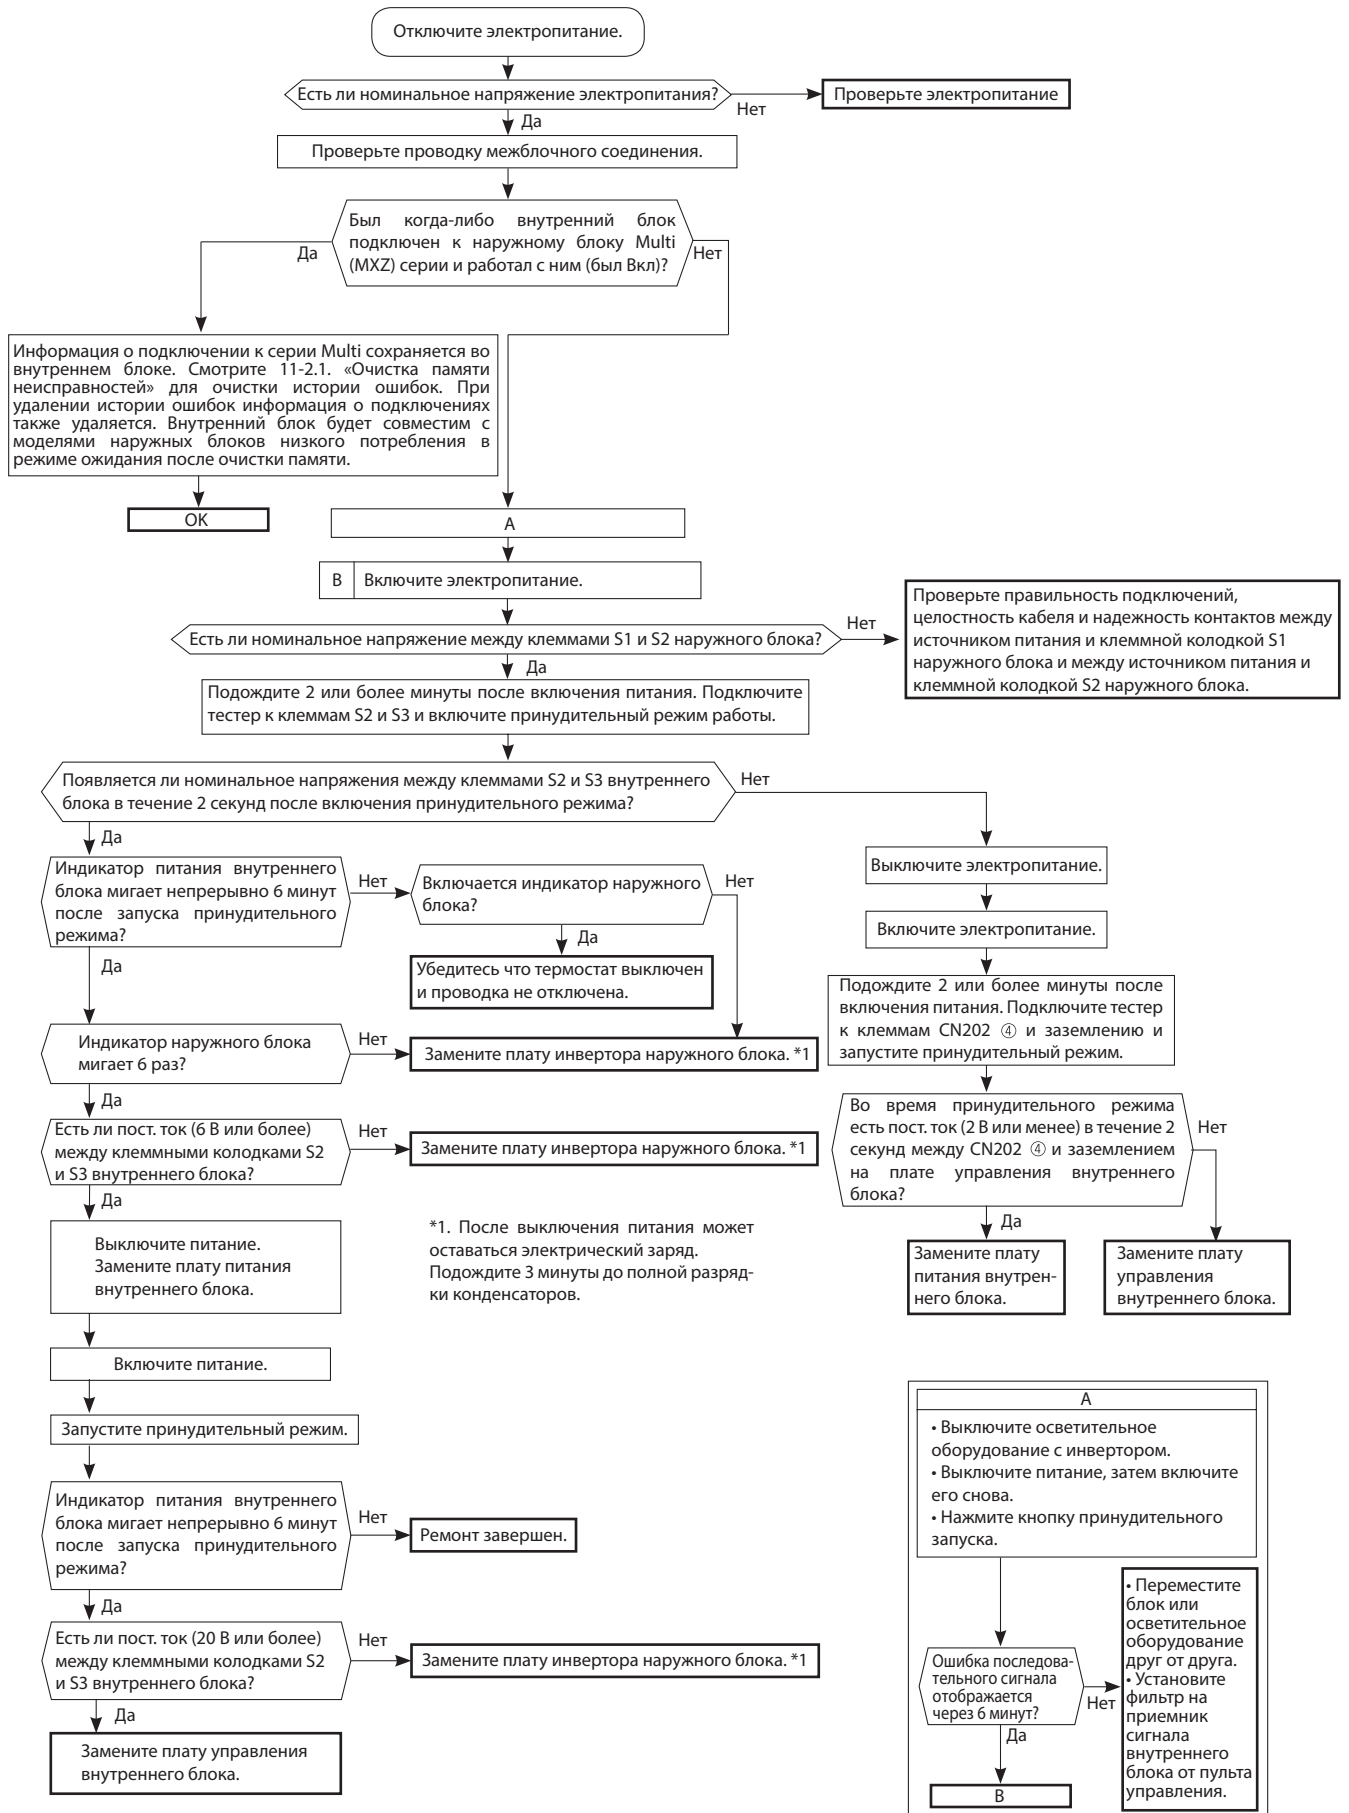 Отключите электропитание.
Есть ли номинальное напряжение электропитания?
Нет
Проверьте электропитание
Да
Проверьте проводку межблочного соединения.
Был когда-либо внутренний блок
подключен к наружному блоку Multi
(MXZ) серии и работал с ним (был Вкл)?
Да
Нет
Информация о подключении к серии Multi сохраняется во
внутреннем блоке. Смотрите 11-2.1. «Очистка памяти
неисправностей» для очистки истории ошибок. При
удалении истории ошибок информация о подключениях
также удаляется. Внутренний блок будет совместим с
моделями наружных блоков низкого потребления в
режиме ожидания после очистки памяти.
OK
A
B Включите электропитание.
Есть ли номинальное напряжение между клеммами S1 и S2 наружного блока?
Нет
Проверьте правильность подключений,
целостность кабеля и надежность контактов между
источником питания и клеммной колодкой S1
наружного блока и между источником питания и
клеммной колодкой S2 наружного блока.
Да
Подождите 2 или более минуты после включения питания. Подключите
тестер к клеммам S2 и S3 и включите принудительный режим работы.
Появляется ли номинальное напряжения между клеммами S2 и S3 внутреннего
блока в течение 2 секунд после включения принудительного режима?
Нет
Да
Индикатор питания внутреннего
блока мигает непрерывно 6 минут
после запуска принудительного
режима?
Нет
Включается индикатор наружного
блока?
Нет
Да
Убедитесь что термостат выключен
и проводка не отключена.
Да
Индикатор наружного блока
мигает 6 раз?
Нет
Замените плату инвертора наружного блока. *1
Да
Есть ли пост. ток (6 В или более)
между клеммными колодками S2
и S3 внутреннего блока?
Нет
Замените плату инвертора наружного блока. *1
Да
Выключите питание.
Замените плату питания
внутреннего блока.
*1. После выключения питания может
оставаться электрический заряд.
Подождите 3 минуты до полной разряд-
ки конденсаторов.
Включите питание.
Запустите принудительный режим.
Индикатор питания внутреннего
блока мигает непрерывно 6 минут
после запуска принудительного
режима?
Нет
Ремонт завершен.
Да
Есть ли пост. ток (20 В или более)
между клеммными колодками S2
и S3 внутреннего блока?
Нет
Замените плату инвертора наружного блока. *1
Да
Замените плату управления
внутреннего блока.
Выключите электропитание.
Включите электропитание.
Подождите 2 или более минуты после
включения питания. Подключите тестер
к клеммам CN202 ④ и заземлению и
запустите принудительный режим.
Во время принудительного режима
есть пост. ток (2 В или менее) в течение 2
секунд между CN202 ④ и заземлением
на плате управления внутреннего
блока?
Нет
Да
Замените плату
питания внутрен-
него блока.
Замените плату
управления
внутреннего блока.
A
• Выключите осветительное
оборудование с инвертором.
• Выключите питание, затем включите
его снова.
• Нажмите кнопку принудительного
запуска.
Ошибка последова-
тельного сигнала
отображается
через 6 минут?
Нет
• Переместите
блок или
осветительное
оборудование
друг от друга.
• Установите
фильтр на
приемник
сигнала
внутреннего
блока от пульта
управления.
Да
B